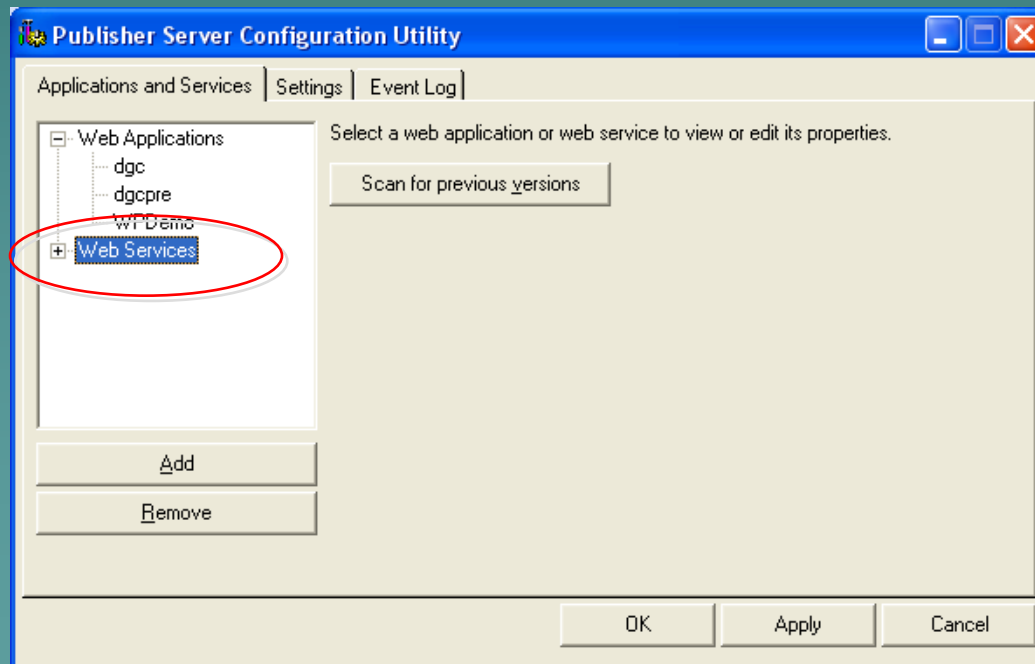 Publisher Server Configuration Utility
Applications and Services
Settings
Event Log
Web Applications
dgc
dgcpre
WPDemo
Web Services
Select a web application or web service to view or edit its properties.
Scan for previous versions
Add
Remove
OK
Apply
Cancel